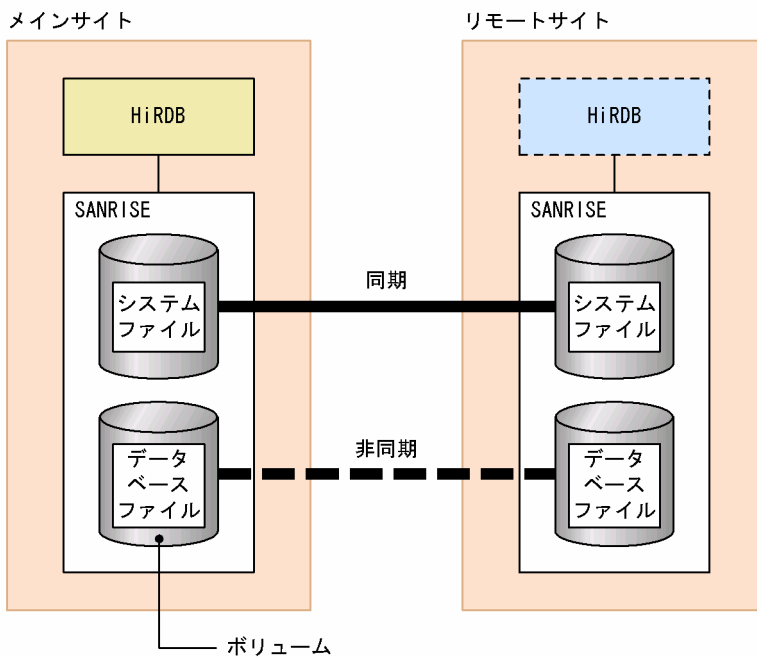 メインサイト
リモートサイト
HiRDB
HiRDB
SANRISE
SANRISE
システム
ファイル
同期
システム
ファイル
データ
ベース
ファイル
非同期
データ
ベース
ファイル
ボリューム